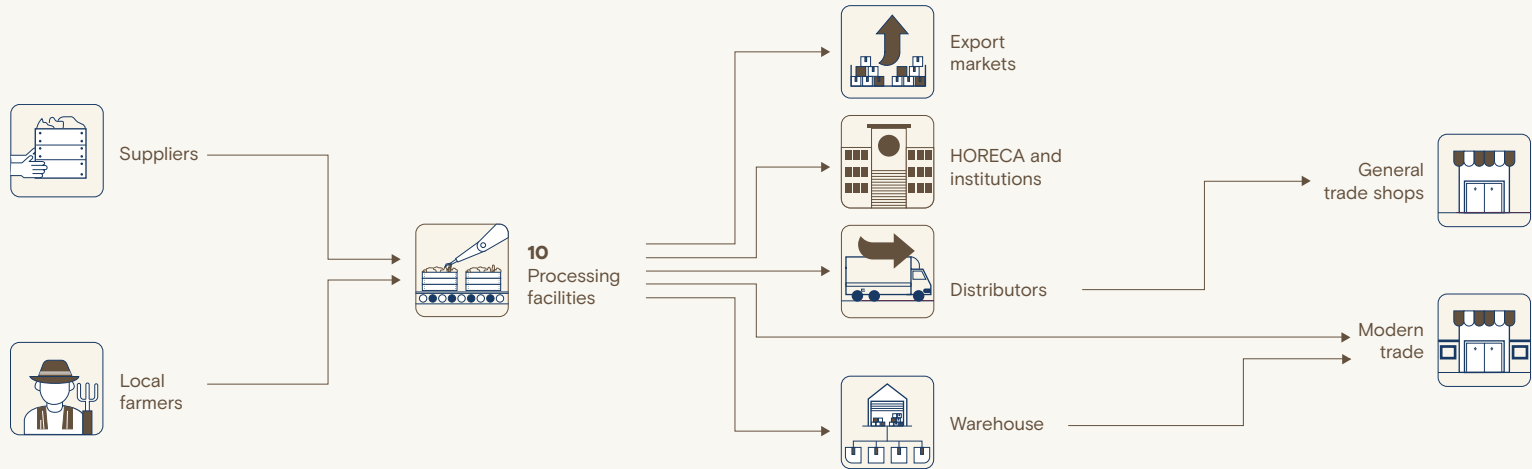 Suppliers
Local
farmers
10
Processing
facilities
Export
markets
HORECA and
institutions
Distributors
Warehouse
General
trade shops
Modern
trade